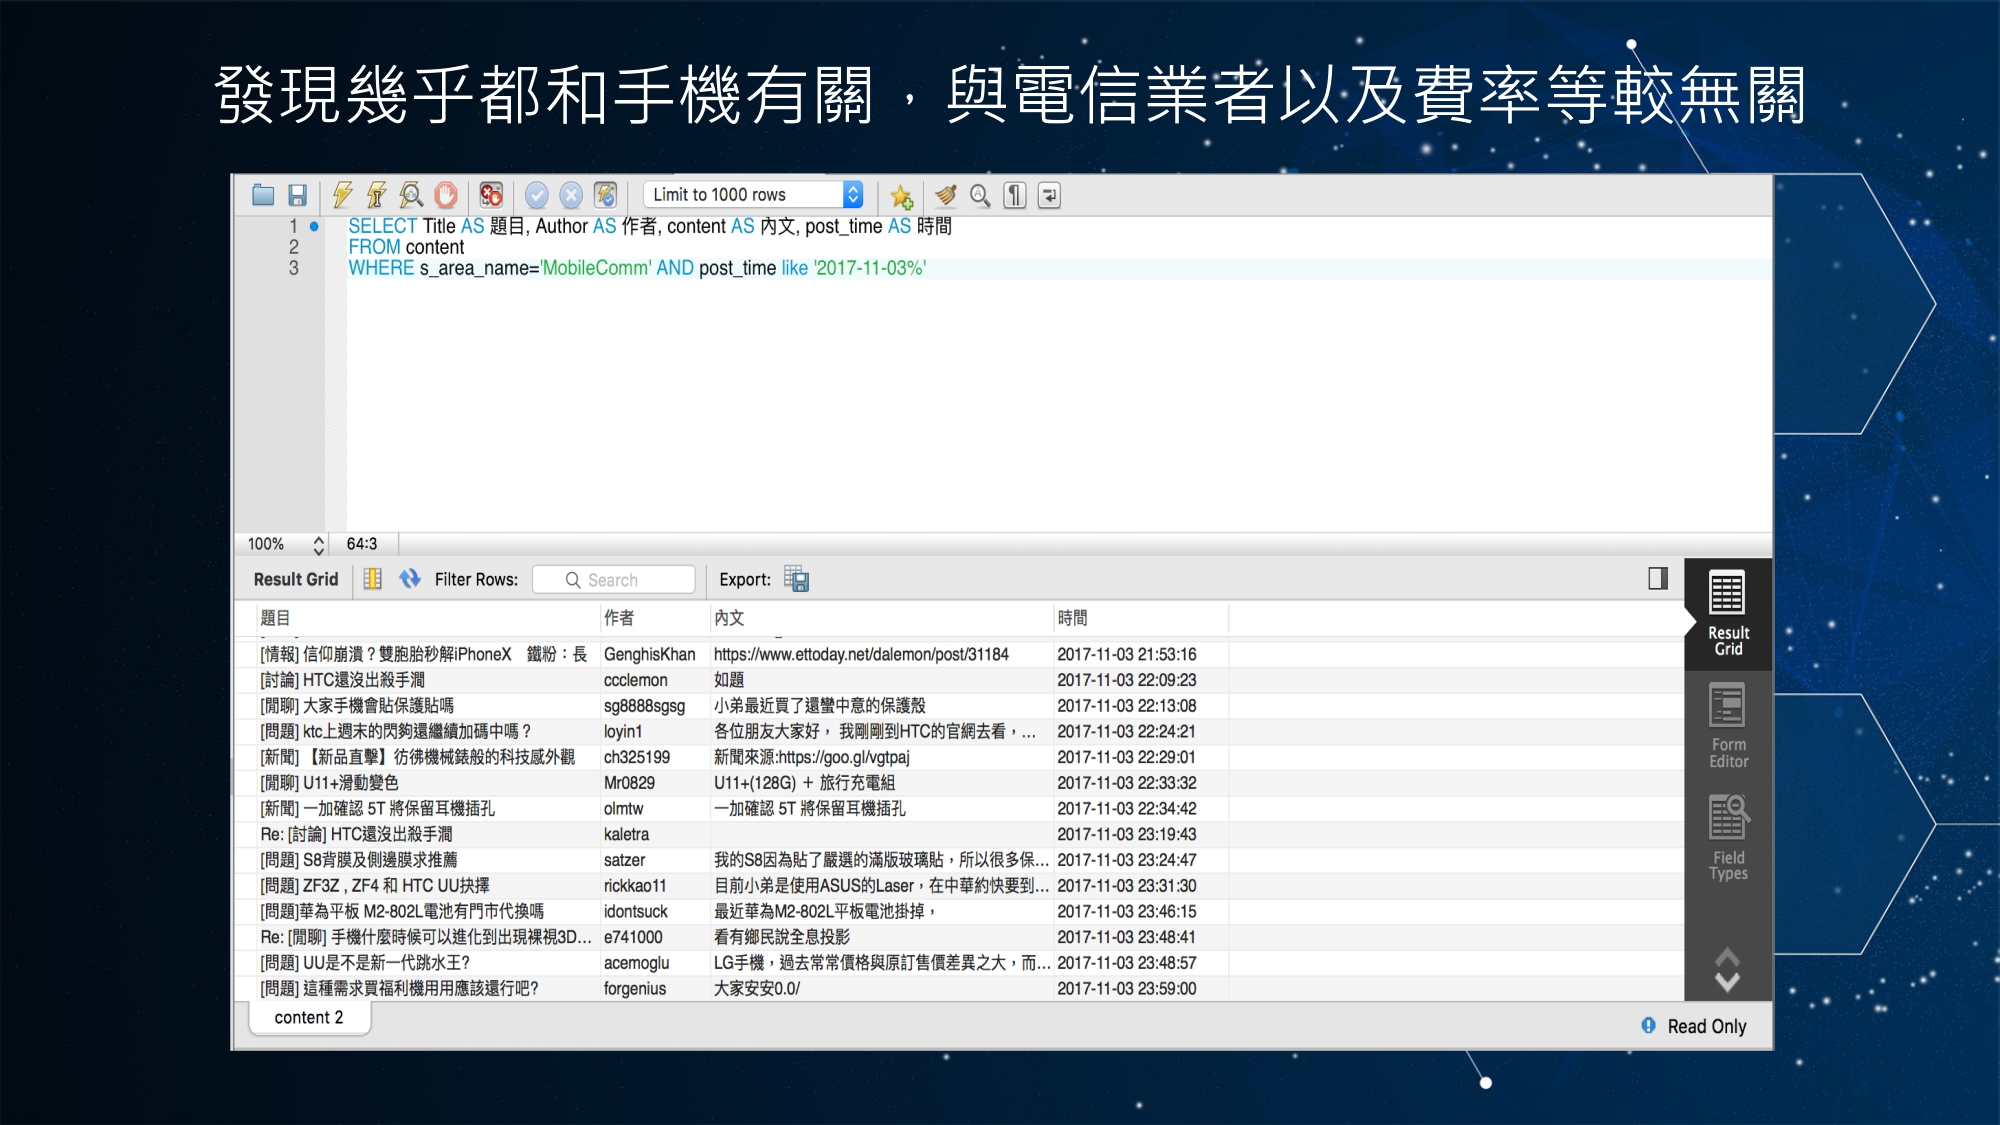 發現幾乎都和手機有關，與電信業者以及費率等較無關
Limit to 1000 rows
1 SELECT Title AS 題目, Author AS 作者, content AS 內文, post_time AS 時間
2 FROM content
3 WHERE s_area_name='MobileComm' AND post_time like '2017-11-03%'
100% 64:3
Result Grid Filter Rows: Search Export:
題目 作者 內文 時間
[情報] 信仰崩潰？雙胞胎秒解iPhoneX 鐵粉：長 GenghisKhan https://www.ettoday.net/dalemon/post/31184 2017-11-03 21:53:16
[討論] HTC還沒出殺手澗 ccclemon 如題 2017-11-03 22:09:23
[閒聊] 大家手機會貼保護貼嗎 sg8888sgsg 小弟最近買了還蠻中意的保護殼 2017-11-03 22:13:08
[問題] ktc上週末的閃夠還繼續加碼中嗎？ loyin1 各位朋友大家好， 我剛剛到HTC的官網去看，... 2017-11-03 22:24:21
[新聞] 【新品直擊】彷彿機械錶般的科技感外觀 ch325199 新聞來源:https://goo.gl/vgtpaj 2017-11-03 22:29:01
[閒聊] U11+滑動變色 Mr0829 U11+(128G) ＋ 旅行充電組 2017-11-03 22:33:32
[新聞] 一加確認 5T 將保留耳機插孔 olmtw 一加確認 5T 將保留耳機插孔 2017-11-03 22:34:42
Re: [討論] HTC還沒出殺手澗 kaletra 2017-11-03 23:19:43
[問題] S8背膜及側邊膜求推薦 satzer 我的S8因為貼了嚴選的滿版玻璃貼，所以很多保... 2017-11-03 23:24:47
[問題] ZF3Z , ZF4 和 HTC UU抉擇 rickkao11 目前小弟是使用ASUS的Laser，在中華約快要到... 2017-11-03 23:31:30
[問題]華為平板 M2-802L電池有門市代換嗎 idontsuck 最近華為M2-802L平板電池掛掉， 2017-11-03 23:46:15
Re: [閒聊] 手機什麼時候可以進化到出現裸視3D... e741000 看有鄉民說全息投影 2017-11-03 23:48:41
[問題] UU是不是新一代跳水王? acemoglu LG手機，過去常常價格與原訂售價差異之大，而... 2017-11-03 23:48:57
[問題] 這種需求買福利機用用應該還行吧? forgenius 大家安安0.0/ 2017-11-03 23:59:00
Result
Grid
Form
Editor
Field
Types
content 2
Read Only